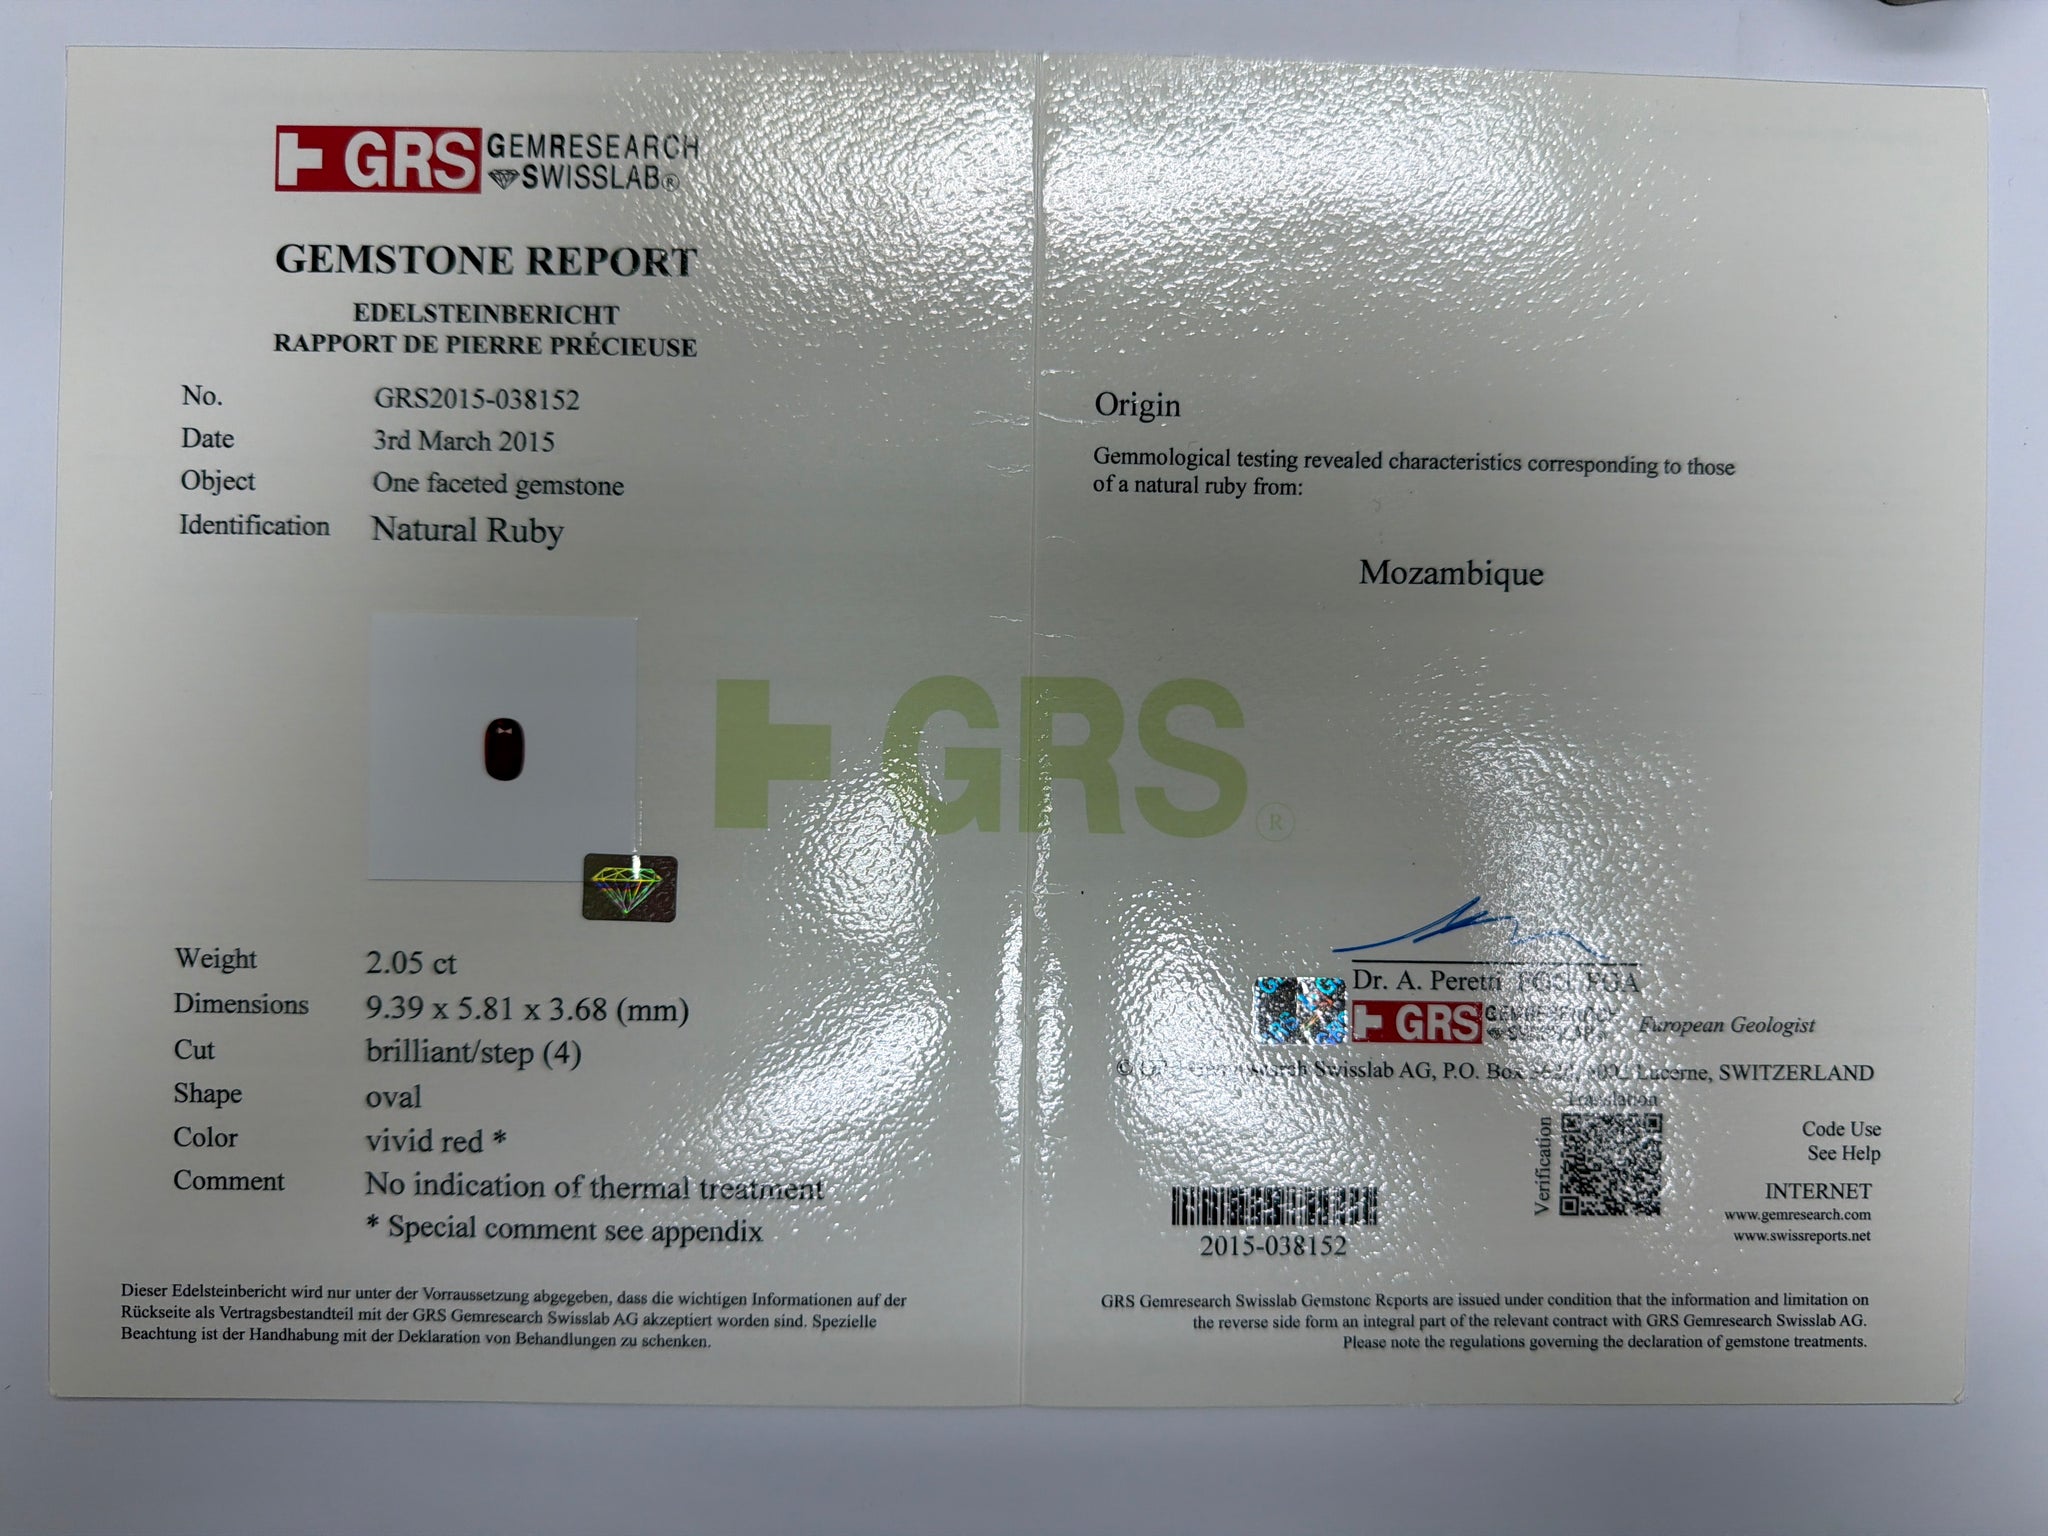 GRS GEMRESEARCH
SWISSLAB®
GEMSTONE REPORT
EDELSTEINBERICHT
RAPPORT DE PIERRE PRÉCIEUSE
No. GRS2015-038152
Date 3rd March 2015
Object One faceted gemstone
Identification Natural Ruby
Weight 2.05 ct
Dimensions 9.39 x 5.81 x 3.68 (mm)
Cut brilliant/step (4)
Shape oval
Color vivid red *
Comment No indication of thermal treatment
* Special comment see appendix
Dieser Edelsteinbericht wird nur unter der Vorraussetzung abgegeben, dass die wichtigen Informationen auf der
Rückseite als Vertragsbestandteil mit der GRS Gemresearch Swisslab AG akzeptiert worden sind. Spezielle
Beachtung ist der Handhabung mit der Deklaration von Behandlungen zu schenken.
GRS®
Origin
Gemmological testing revealed characteristics corresponding to those
of a natural ruby from:
Mozambique
Dr. A. Peretti FGG, FGA
GRS GEMRESEARCH
SWISSLAB
European Geologist
© Swisslab AG, P.O. Box Lucerne, SWITZERLAND
Translation
Verification
Code Use
See Help
INTERNET
www.gemresearch.com
www.swissreports.net
2015-038152
GRS Gemresearch Swisslab Gemstone Reports are issued under condition that the information and limitation on
the reverse side form an integral part of the relevant contract with GRS Gemresearch Swisslab AG.
Please note the regulations governing the declaration of gemstone treatments.